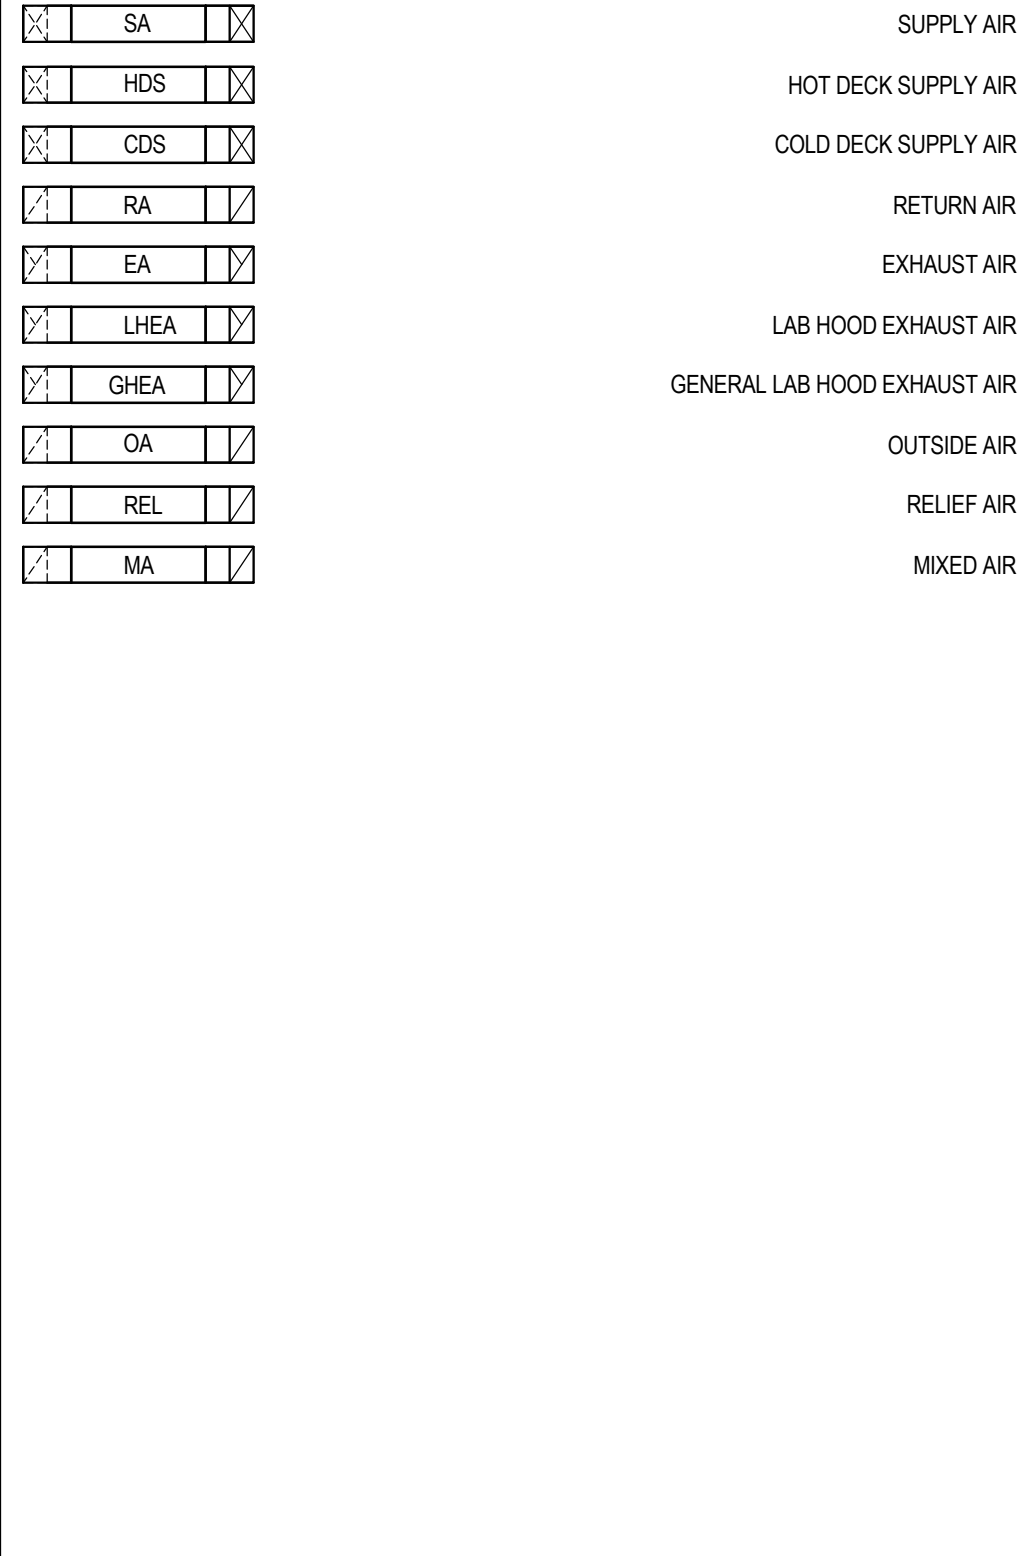 SA SUPPLY AIR
HDS HOT DECK SUPPLY AIR
CDS COLD DECK SUPPLY AIR
RA RETURN AIR
EA EXHAUST AIR
LHEA LAB HOOD EXHAUST AIR
GHEA GENERAL LAB HOOD EXHAUST AIR
OA OUTSIDE AIR
REL RELIEF AIR
MA MIXED AIR